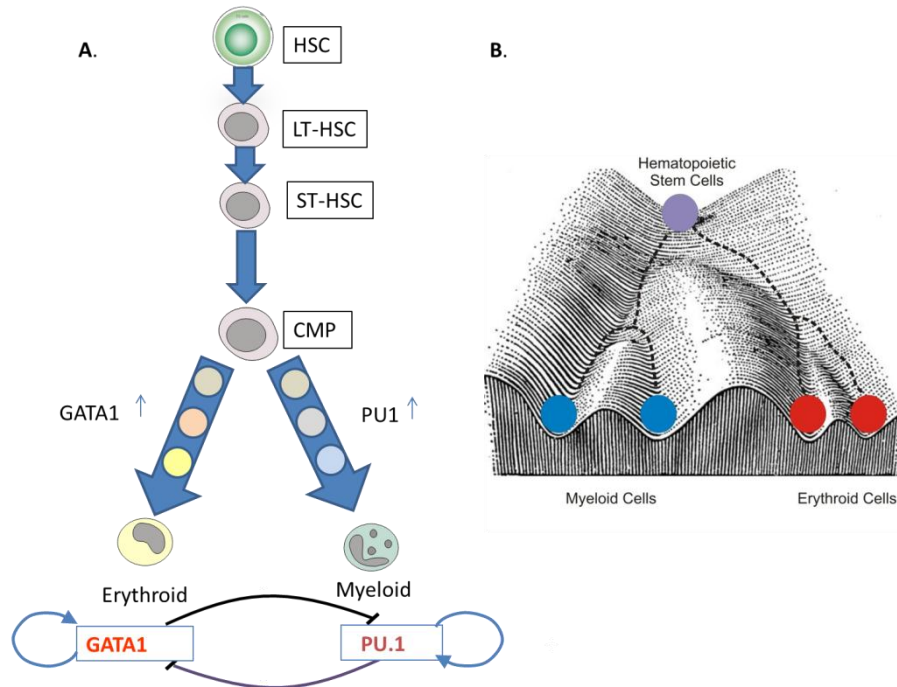 A.
HSC
LT-HSC
ST-HSC
CMP
GATA1 ↑
PU1 ↑
Erythroid
Myeloid
GATA1
PU.1
B.
Hematopoietic
Stem Cells
Myeloid Cells
Erythroid Cells